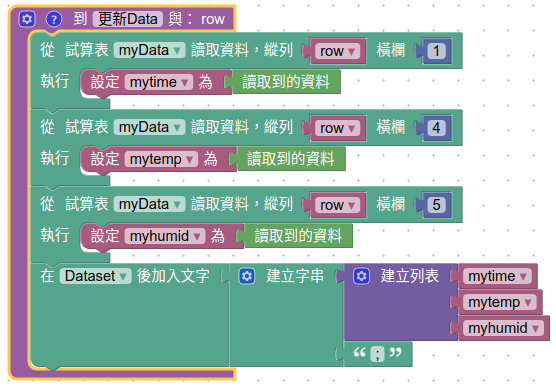 ? 到 更新Data 與： row
從 試算表 myData 讀取資料，縱列 row 橫欄 1
執行 設定 mytime 為 讀取到的資料
從 試算表 myData 讀取資料，縱列 row 橫欄 4
執行 設定 mytemp 為 讀取到的資料
從 試算表 myData 讀取資料，縱列 row 橫欄 5
執行 設定 myhumid 為 讀取到的資料
在 Dataset 後加入文字 建立字串 建立列表 mytime
mytemp
myhumid
“ ; ”